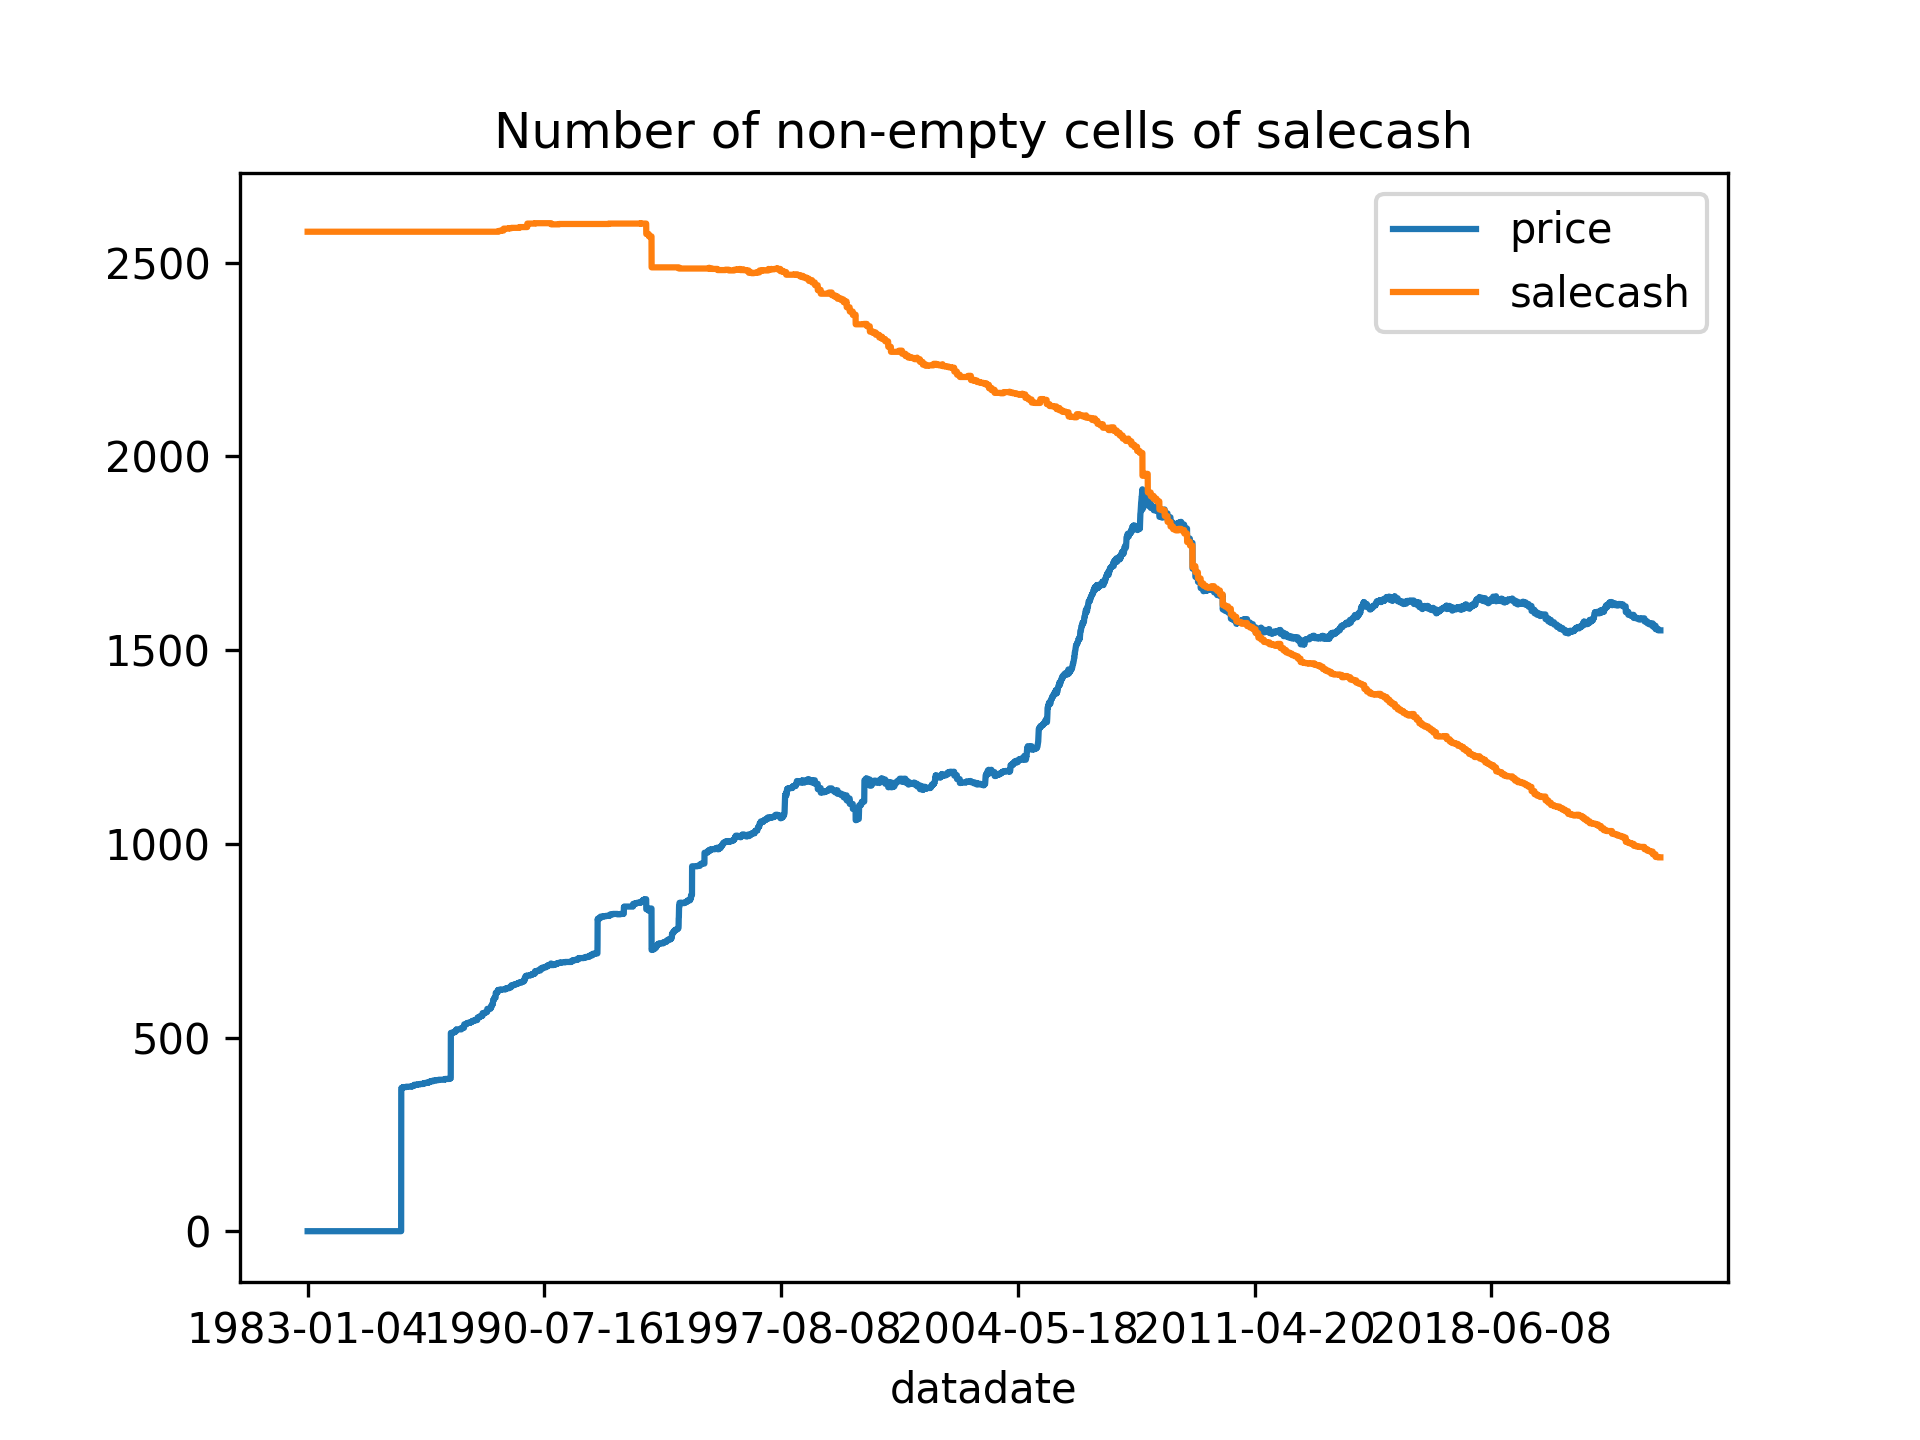 Number of non-empty cells of salecash
price
salecash
2500
2000
1500
1000
500
0
1983-01-04 1990-07-16 1997-08-08 2004-05-18 2011-04-20 2018-06-08
datadate